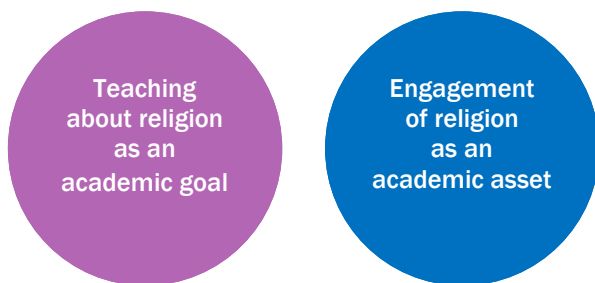 Teaching
about religion
as an
academic goal
Engagement
of religion
as an
academic asset